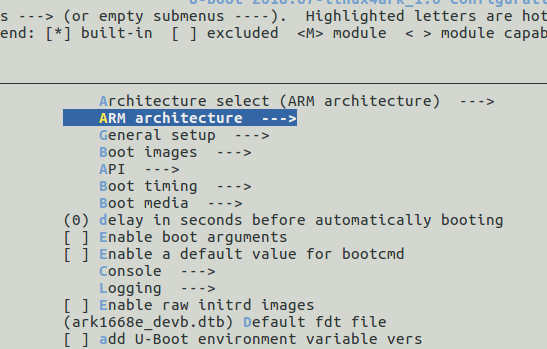 U-Boot 2018.07-linux4ark_1.0 Configurati
s ---> (or empty submenus ----).  Highlighted letters are hot
end: [*] built-in  [ ] excluded  <M> module  < > module capab
Architecture select (ARM architecture)  --->
ARM architecture  --->
General setup  --->
Boot images  --->
API  --->
Boot timing  --->
Boot media  --->
(0) delay in seconds before automatically booting
[ ] Enable boot arguments
[ ] Enable a default value for bootcmd
Console  --->
Logging  --->
[ ] Enable raw initrd images
(ark1668e_devb.dtb) Default fdt file
[ ] add U-Boot environment variable vers